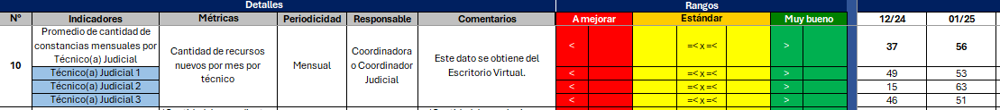 Detalles Rangos
N° Indicadores Métricas Periodicidad Responsable Comentarios A mejorar Estándar Muy bueno 12/24 01/25
10 Promedio de cantidad de constancias mensuales por Técnico(a) Judicial Cantidad de recursos nuevos por mes por técnico Mensual Coordinadora o Coordinador Judicial Este dato se obtiene del Escritorio Virtual. < =< x =< > 37 56
Técnico(a) Judicial 1 < =< x =< > 49 53
Técnico(a) Judicial 2 < =< x =< > 15 63
Técnico(a) Judicial 3 < =< x =< > 46 51